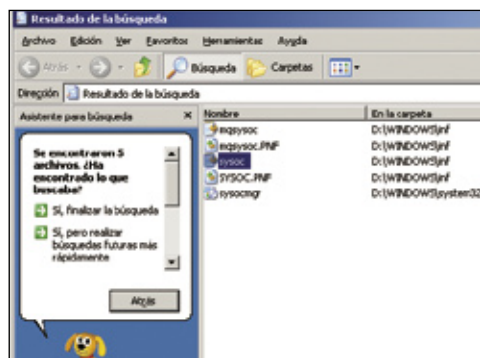 Resultado de la búsqueda
Archivo Edición Ver Favoritos Herramientas Ayuda
Atrás Búsqueda Carpetas
Dirección Resultado de la búsqueda
Asistente para búsqueda
Nombre En la carpeta
mqsysoc D:\WINDOWS\inf
mqsysoc.PNF D:\WINDOWS\inf
sysoc D:\WINDOWS\inf
SYSOC.PNF D:\WINDOWS\inf
sysocmgr D:\WINDOWS\system32
Se encontraron 5
archivos. ¿Ha
encontrado lo que
buscaba?
Sí, finalizar la búsqueda
Sí, pero realizar
búsquedas futuras más
rápidamente
Atrás